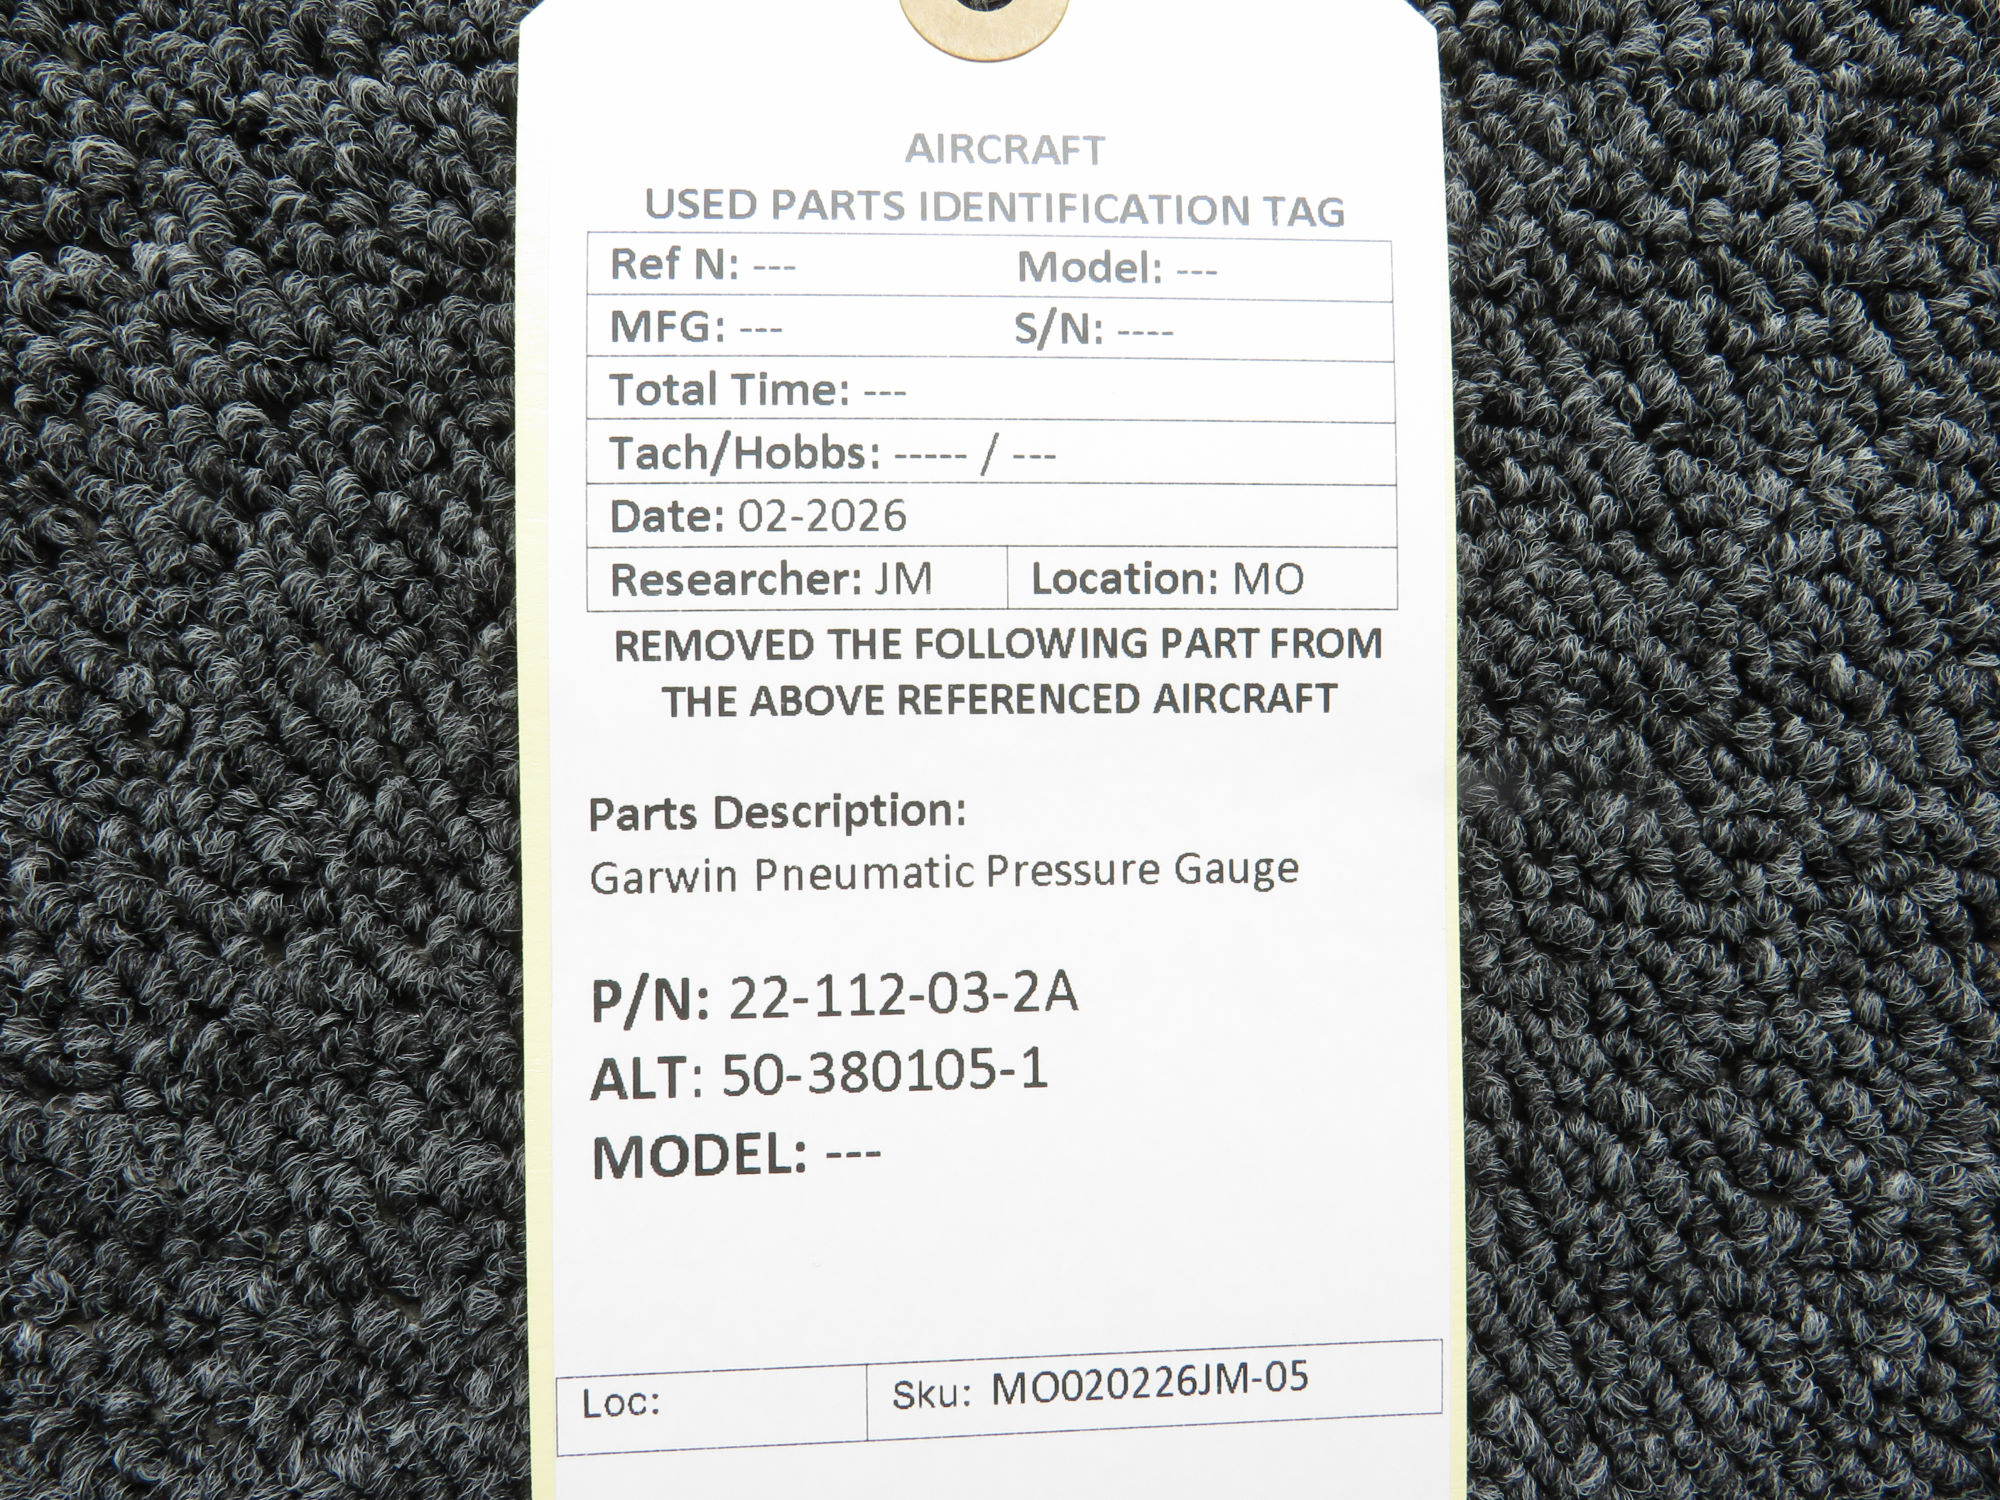 AIRCRAFT
USED PARTS IDENTIFICATION TAG
Ref N: --- Model: ---
MFG: --- S/N: ----
Total Time: ---
Tach/Hobbs: ----- / ---
Date: 02-2026
Researcher: JM Location: MO
REMOVED THE FOLLOWING PART FROM
THE ABOVE REFERENCED AIRCRAFT
Parts Description:
Garwin Pneumatic Pressure Gauge
P/N: 22-112-03-2A
ALT: 50-380105-1
MODEL: ---
Loc: Sku: MO020226JM-05